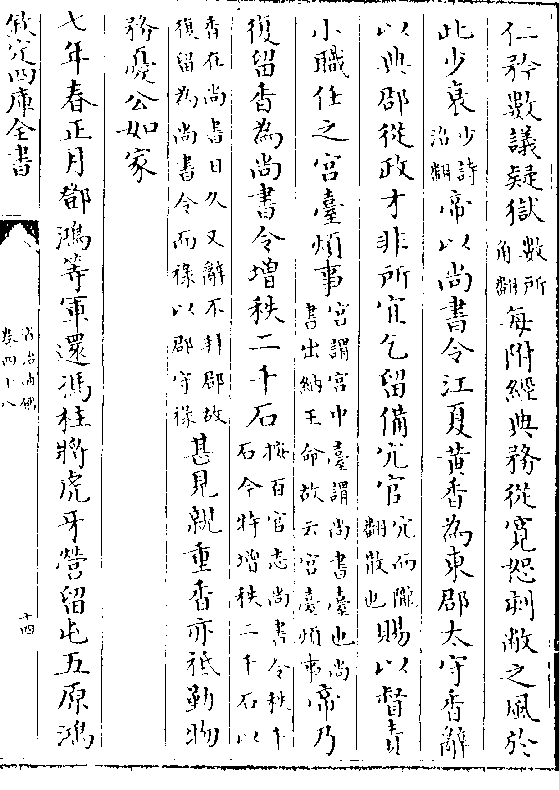 仁矜數議疑獄數所角翻每附經典務從寛恕刻敝之風於
此少衰少詩沼翻帝以尚書令江夏黄香為東郡太守香辭
以典郡從政才非所宜乞留備冗官冗而隴翻散也賜以督責
小職任之宫臺煩事宫謂宫中臺謂尚書臺也尚書出納王命故云宫臺煩事帝乃
復留香為尚書令增秩二千石按百官志尚書令秩千石今特增秩二千石以
香在尚書日久又辭不拜郡故復留為尚書令而祿以郡守祿甚見親重香亦祗勤物
務憂公如家
七年春正月鄧鴻等軍還馮柱將虎牙營留屯五原鴻
欽定四庫全書
資治通鑑
卷四十八
十四